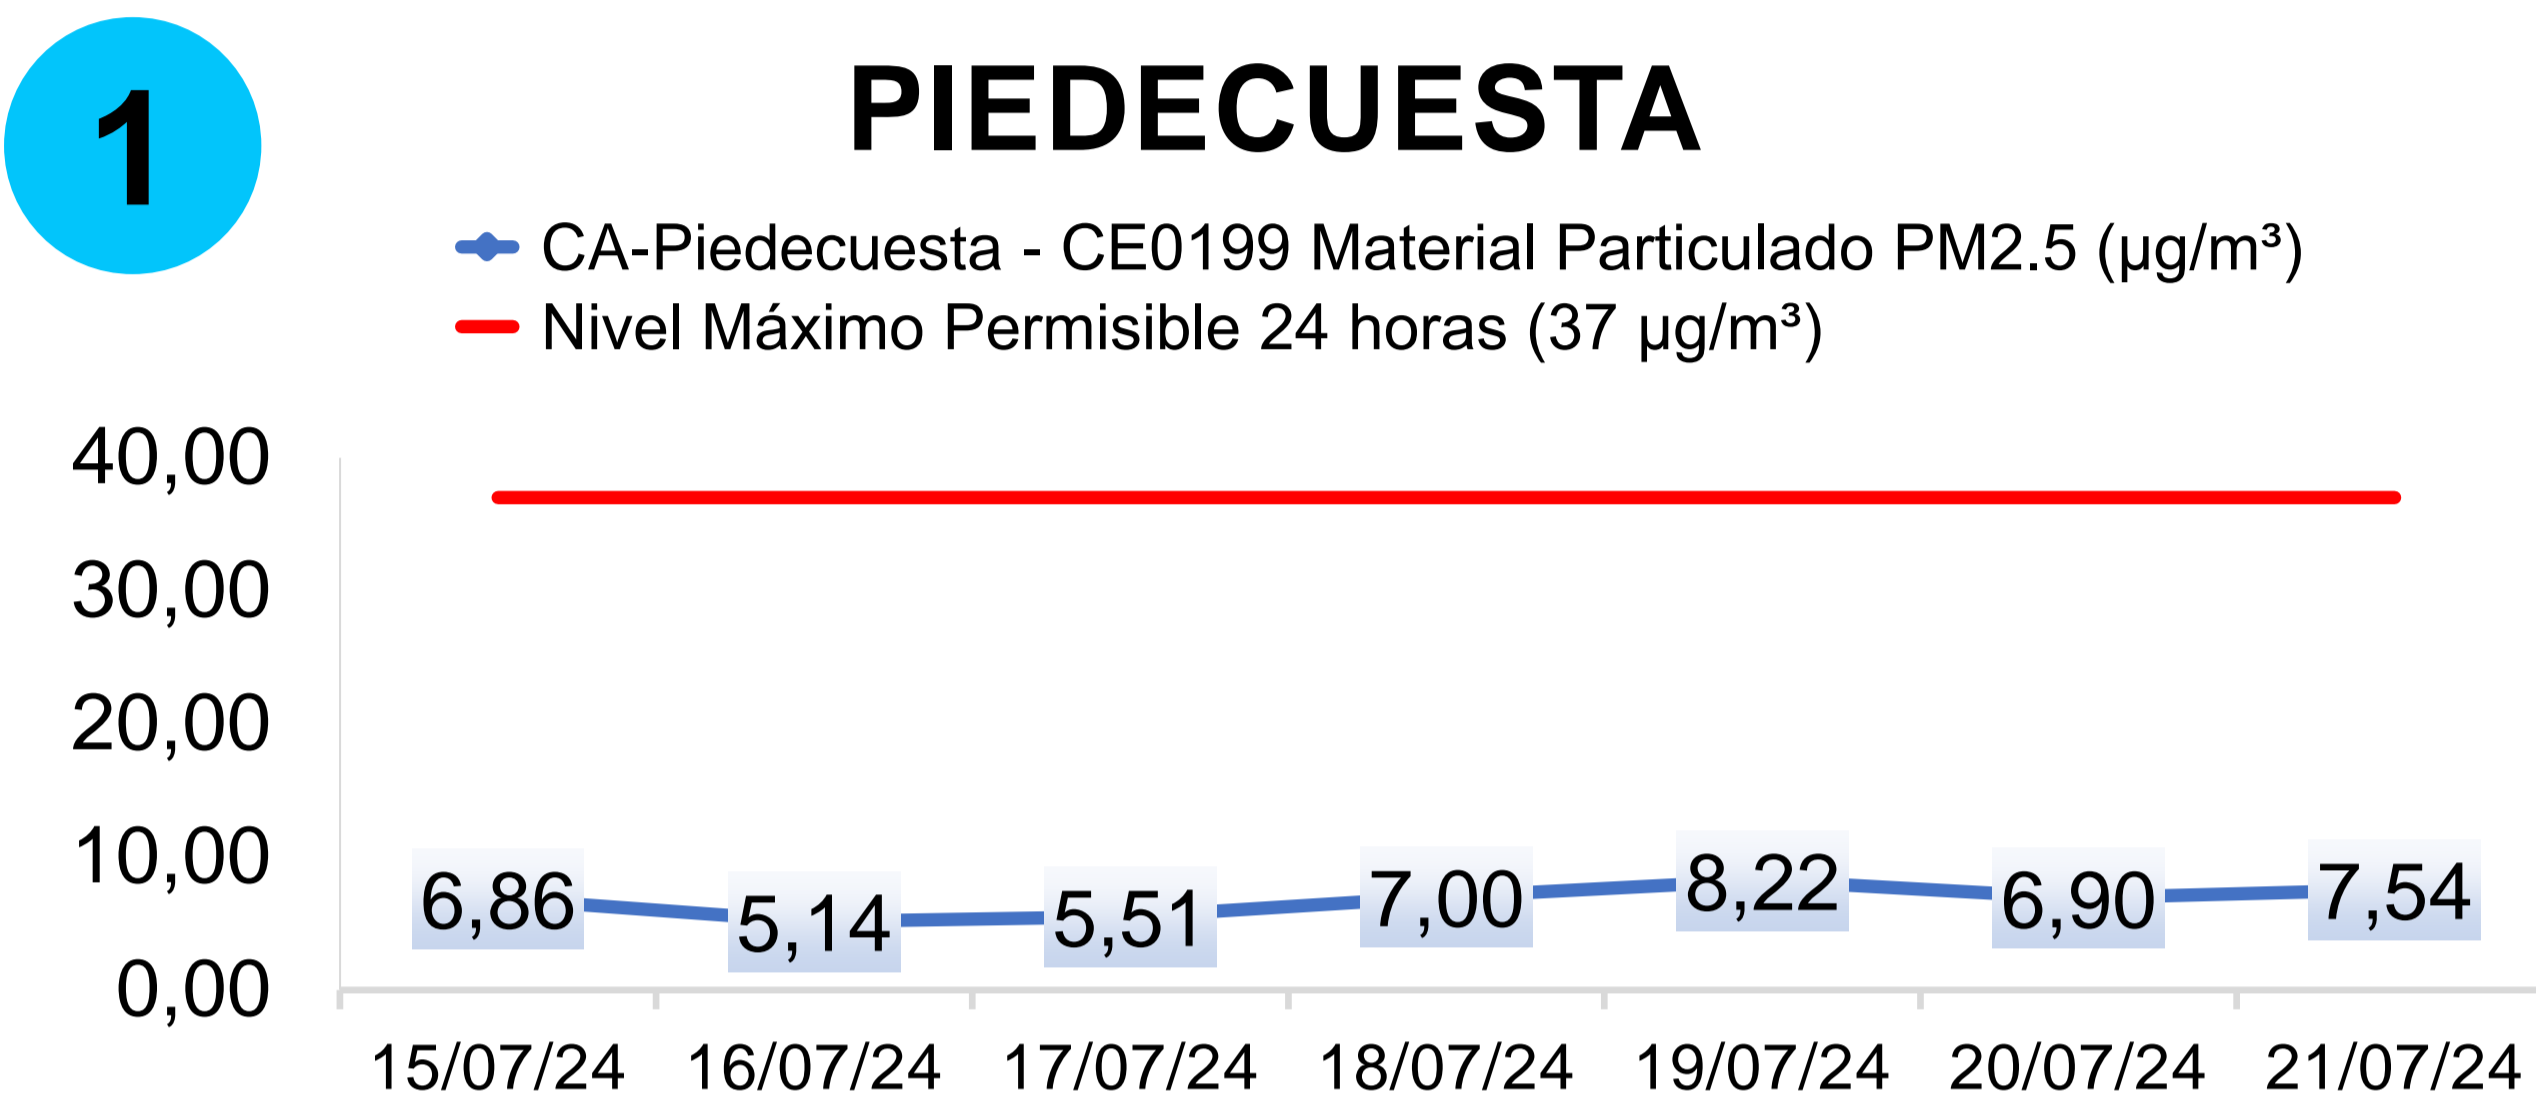 1
PIEDECUESTA
CA-Piedecuesta - CE0199 Material Particulado PM2.5 (µg/m³)
Nivel Máximo Permisible 24 horas (37 µg/m³)
40,00
30,00
20,00
10,00
0,00
6,86 5,14 5,51 7,00 8,22 6,90 7,54
15/07/24 16/07/24 17/07/24 18/07/24 19/07/24 20/07/24 21/07/24